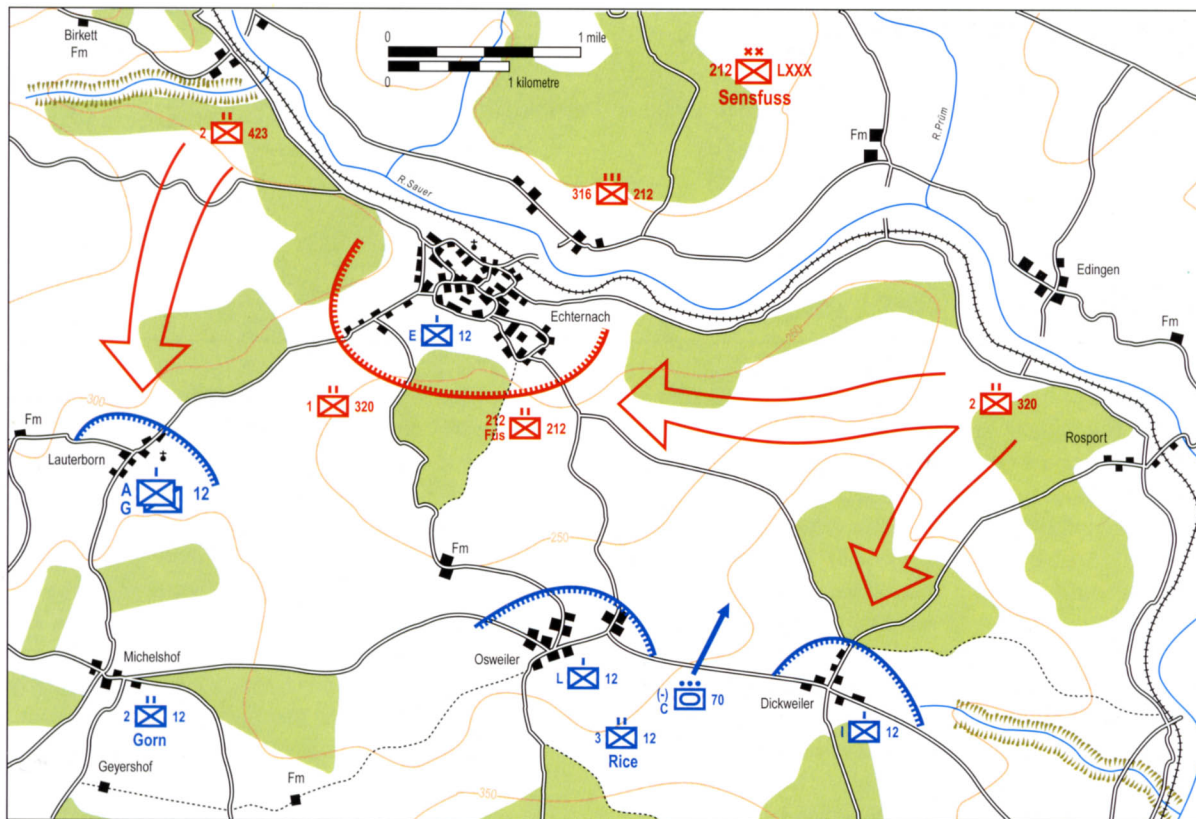 Birkett
Fm
0 1 mile
0 1 kilometre
212 LXXX
Sensfuss
2 423
R. Sauer
316 212
Fm
R. Prüm
Edingen
Fm
Echternach
E 12
250
1 320
212
Füs 212
2 320
Rosport
300
Fm
Lauterborn
A
G 12
250
Fm
Michelshof
2 12
Gorn
Geyershof
Fm
Osweiler
L 12
(-)
C 70
3 12
Rice
Dickweiler
I 12
350